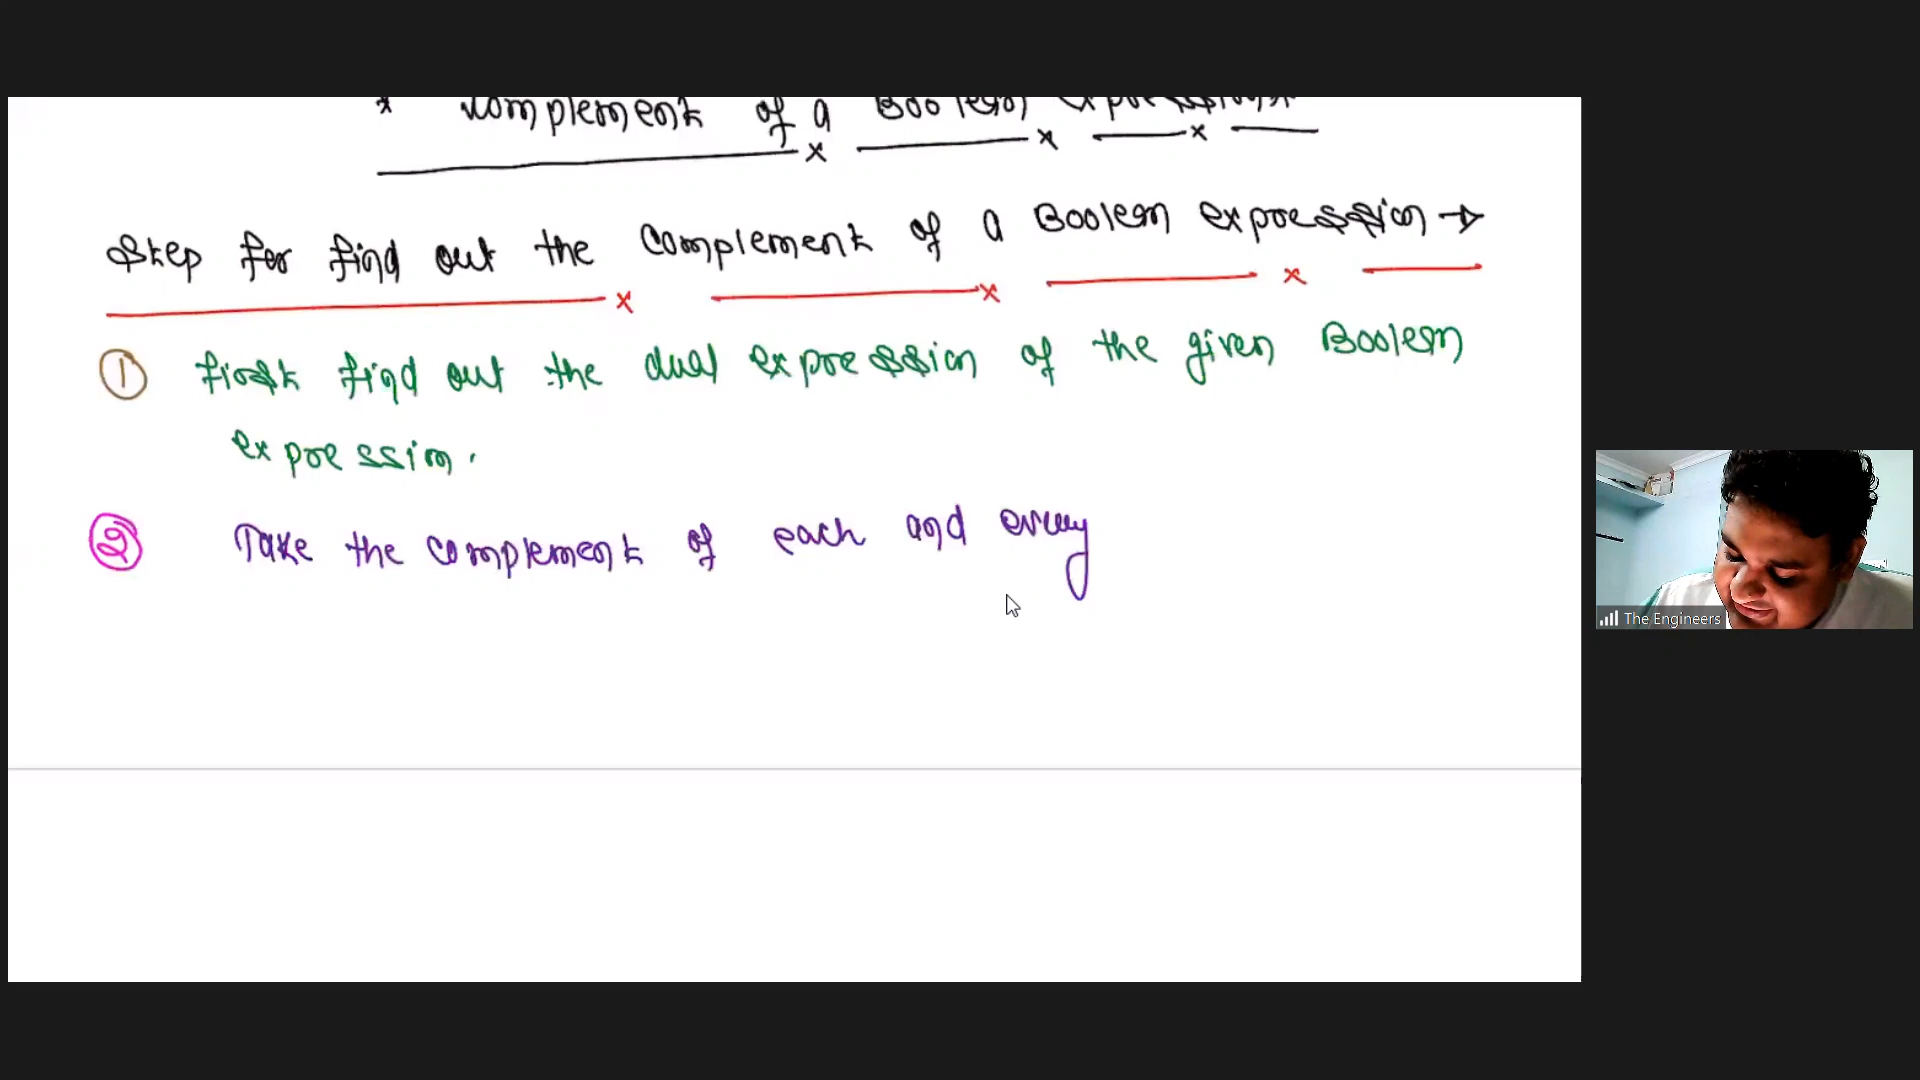 * Complement of a Boolean expression
Step for find out the Complement of a Boolean expression →
① first find out the dual expression of the given Boolean
expression.
② Take the complement of each and every
The Engineers